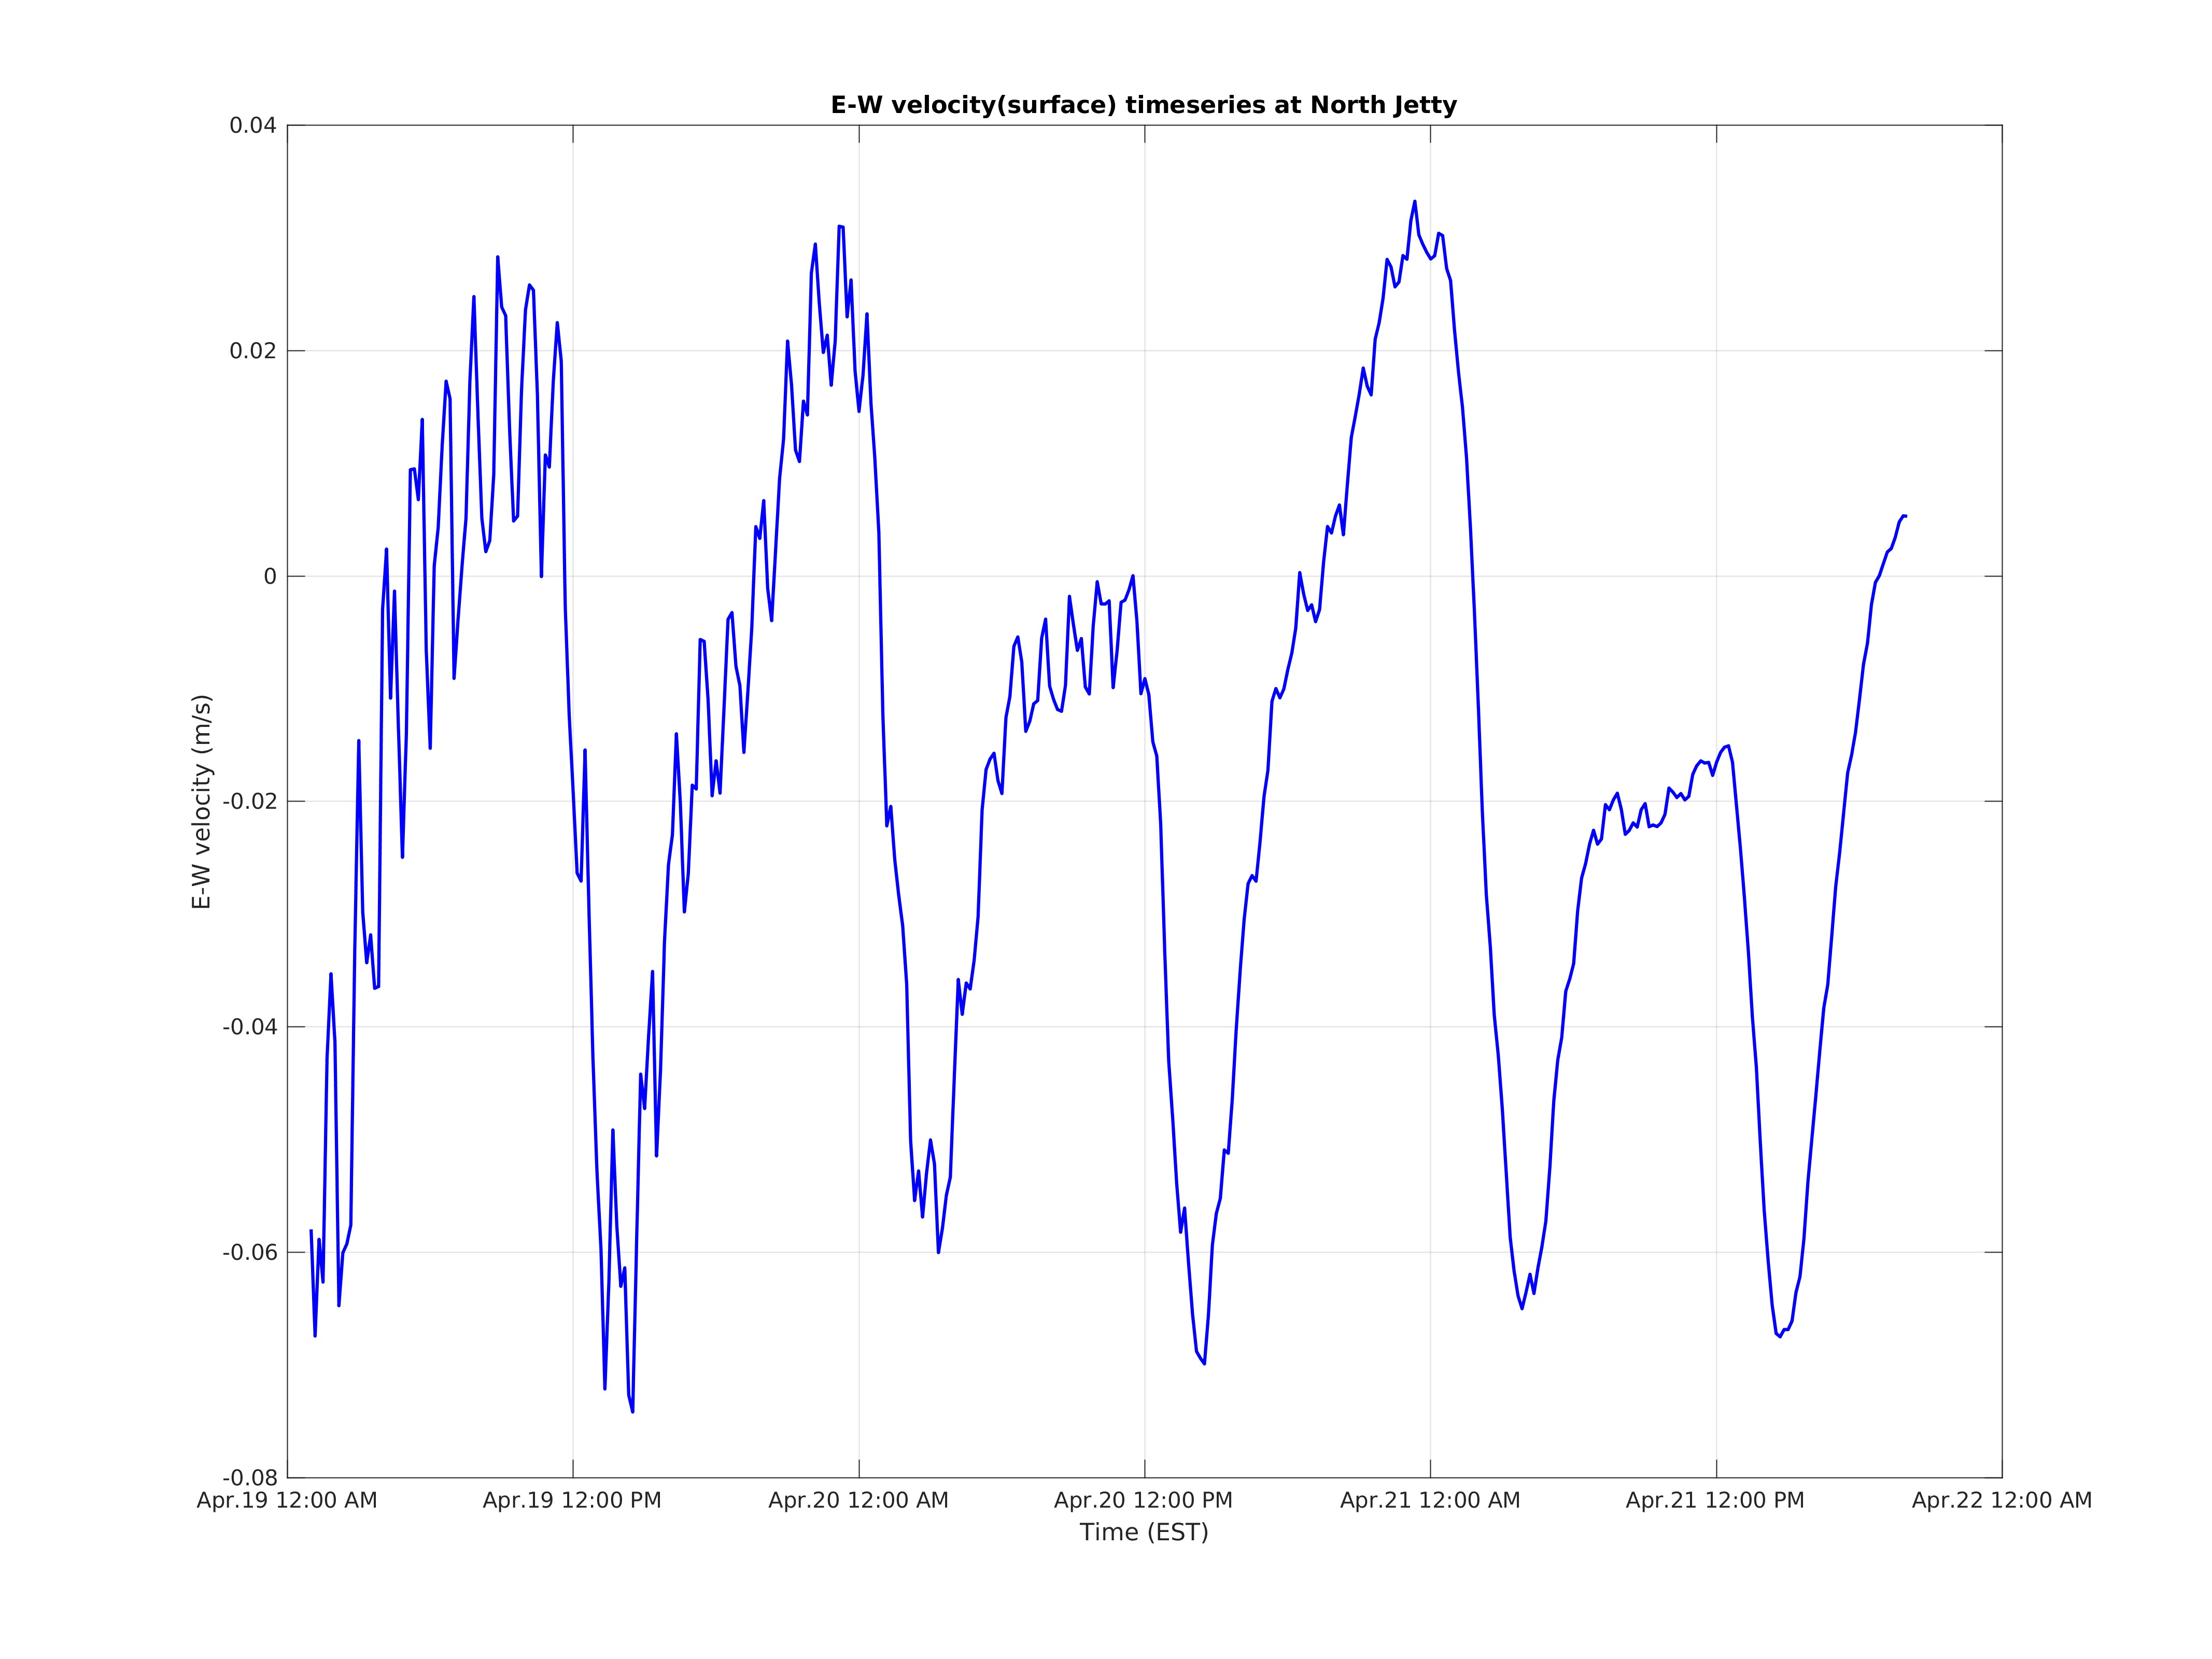 E-W velocity(surface) timeseries at North Jetty
0.04
0.02
0
-0.02
-0.04
-0.06
-0.08
E-W velocity (m/s)
Apr.19 12:00 AM
Apr.19 12:00 PM
Apr.20 12:00 AM
Apr.20 12:00 PM
Apr.21 12:00 AM
Apr.21 12:00 PM
Apr.22 12:00 AM
Time (EST)